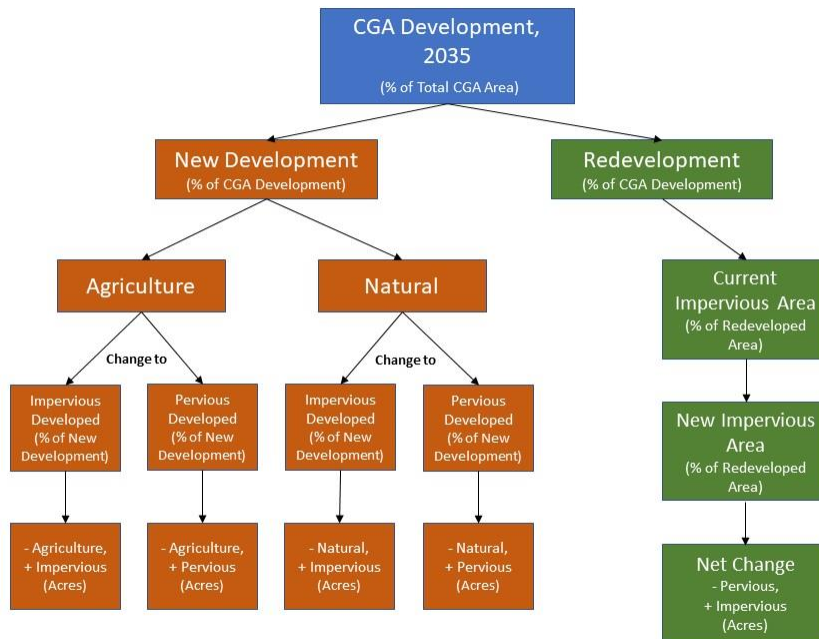 CGA Development,
2035
(% of Total CGA Area)
New Development
(% of CGA Development)
Redevelopment
(% of CGA Development)
Agriculture
Natural
Current
Impervious Area
(% of Redeveloped
Area)
Change to
Change to
Impervious
Developed
(% of New
Development)
Pervious
Developed
(% of New
Development)
Impervious
Developed
(% of New
Development)
Pervious
Developed
(% of New
Development)
New Impervious
Area
(% of Redeveloped
Area)
- Agriculture,
+ Impervious
(Acres)
- Agriculture,
+ Pervious
(Acres)
- Natural,
+ Impervious
(Acres)
- Natural,
+ Pervious
(Acres)
Net Change
- Pervious,
+ Impervious
(Acres)